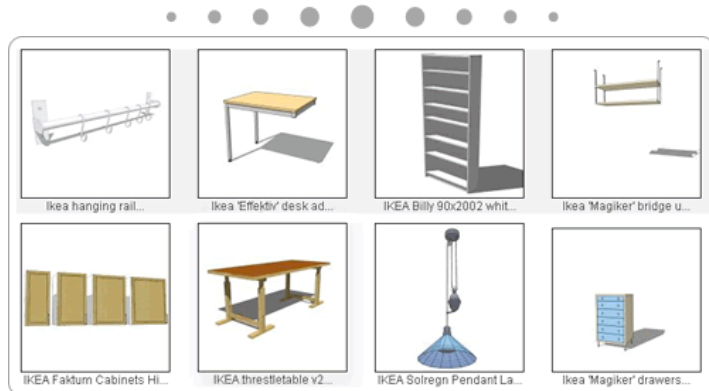 Ikea hanging rail...
Ikea 'Effektiv' desk ad...
IKEA Billy 90x2002 whit...
Ikea 'Magiker' bridge u...
IKEA Faktum Cabinets Hi...
IKEA threstletable v2...
IKEA Solregn Pendant La...
Ikea 'Magiker' drawers...